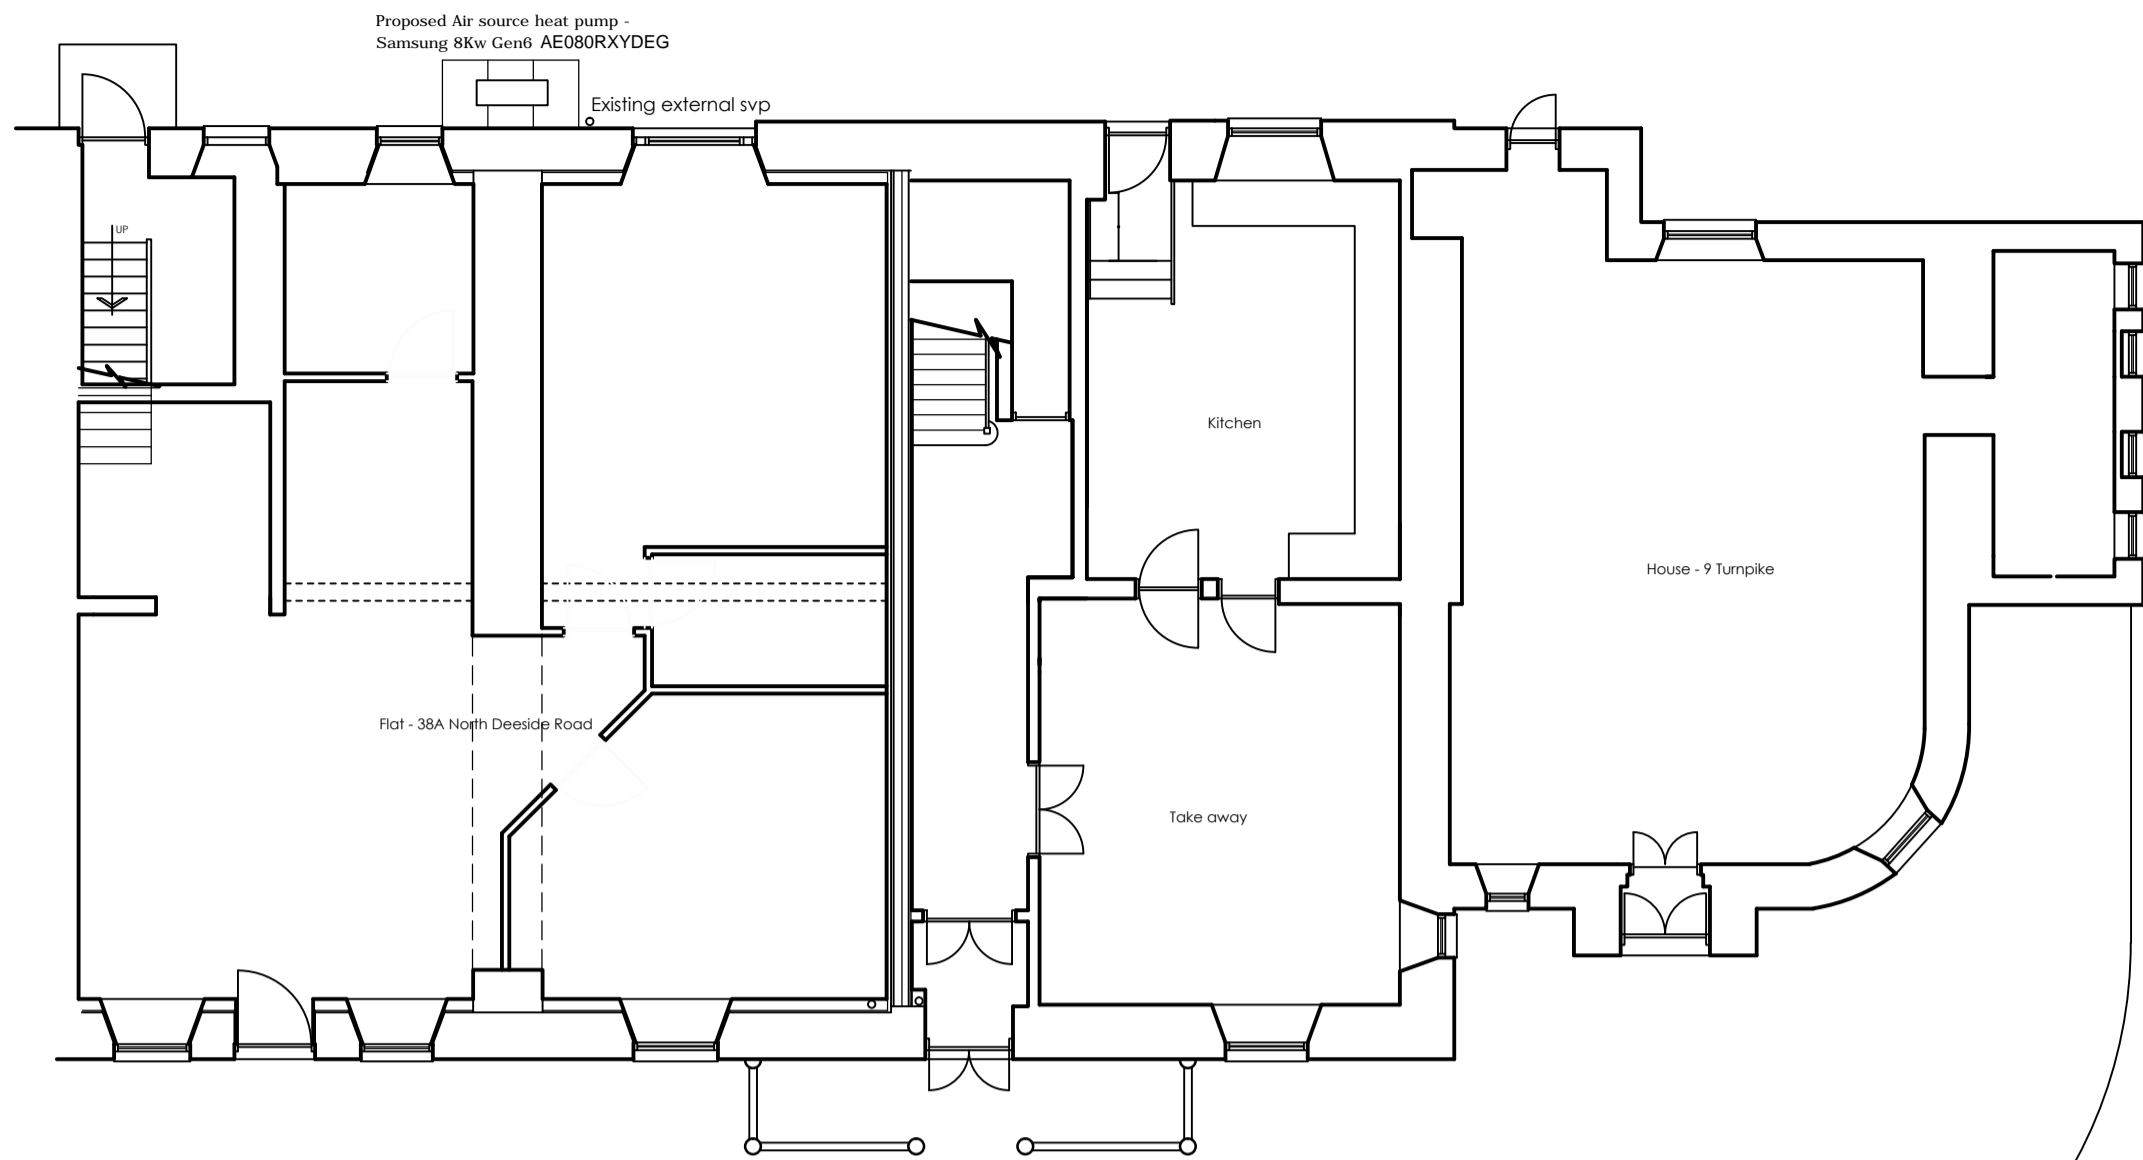 Proposed Air source heat pump -
Samsung 8Kw Gen6 AE080RXYDEG
Existing external svp
UP
Kitchen
House - 9 Turnpike
Flat - 38A North Deeside Road
Take away